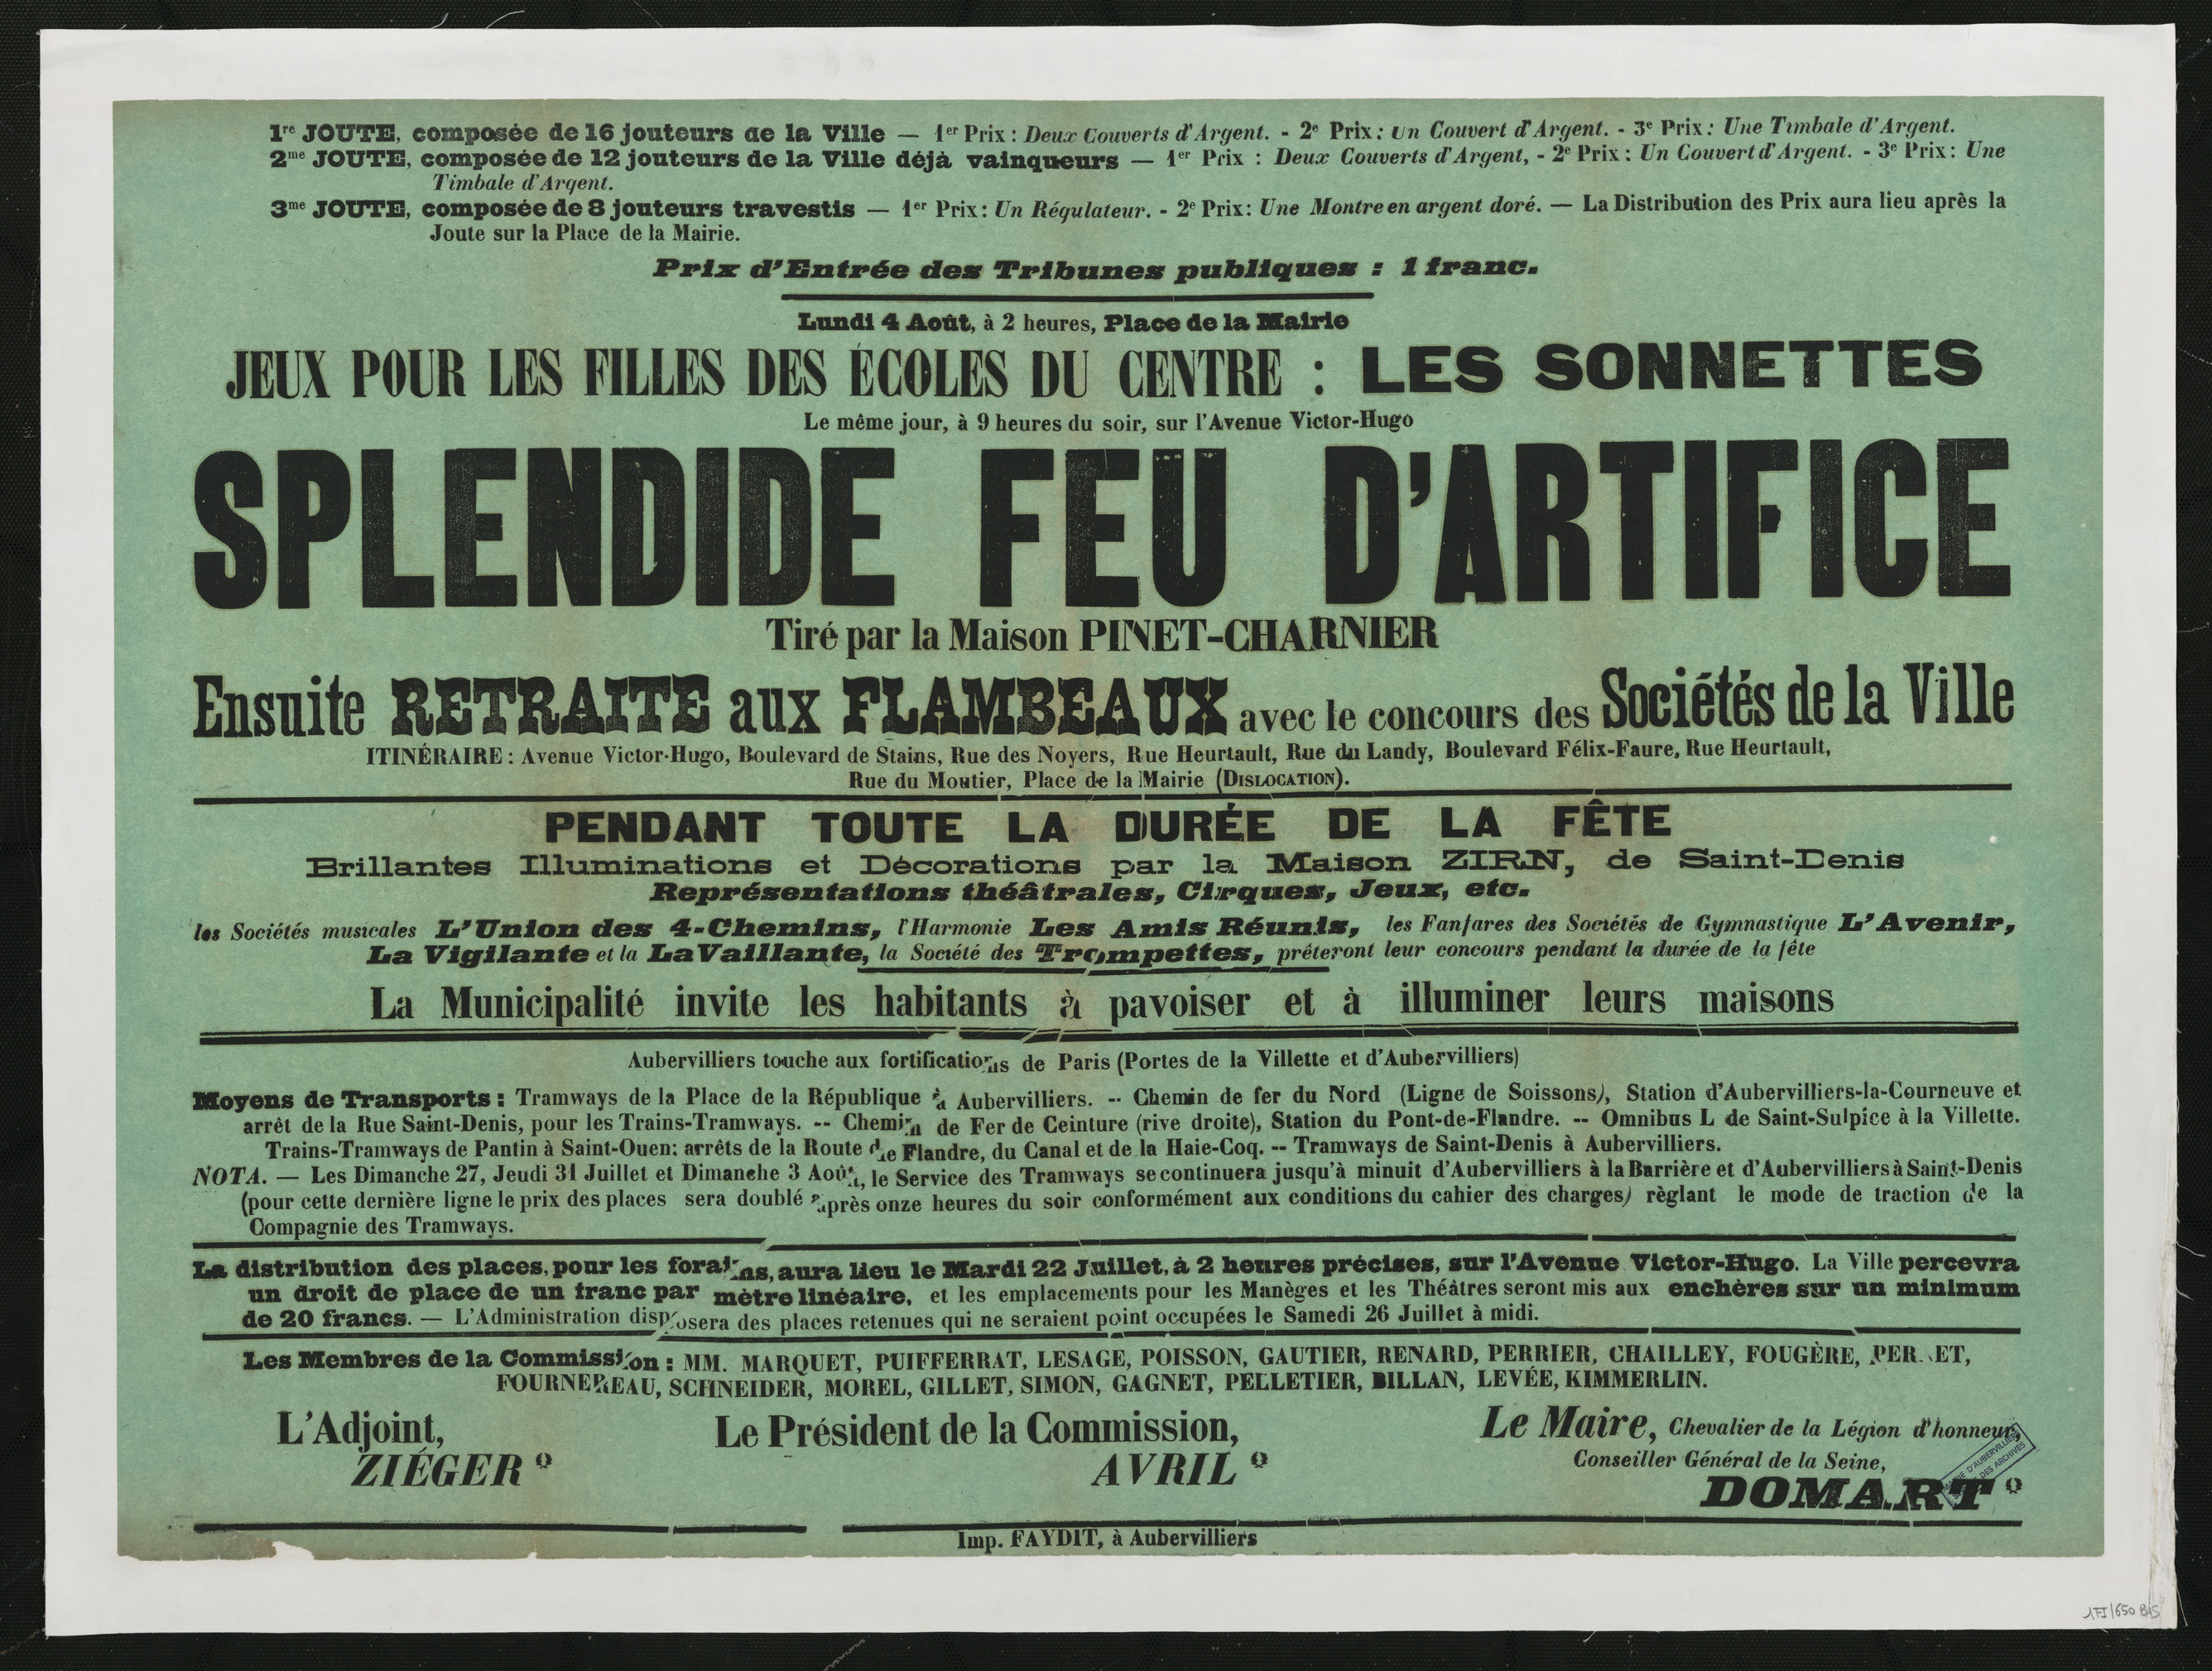 1re JOUTE, composée de 16 jouteurs de la Ville — 1er Prix : Deux Couverts d'Argent. - 2e Prix : Un Couvert d'Argent. - 3e Prix : Une Timbale d'Argent.
2me JOUTE, composée de 12 jouteurs de la Ville déjà vainqueurs — 1er Prix : Deux Couverts d'Argent, - 2e Prix : Un Couvert d'Argent. - 3e Prix : Une
Timbale d'Argent.
3me JOUTE, composée de 8 jouteurs travestis — 1er Prix : Un Régulateur. - 2e Prix : Une Montre en argent doré. — La Distribution des Prix aura lieu après la
Joute sur la Place de la Mairie.
Prix d'Entrée des Tribunes publiques : 1 franc.
Lundi 4 Août, à 2 heures, Place de la Mairie
JEUX POUR LES FILLES DES ÉCOLES DU CENTRE : LES SONNETTES
Le même jour, à 9 heures du soir, sur l'Avenue Victor-Hugo
SPLENDIDE FEU D'ARTIFICE
Tiré par la Maison PINET-CHARNIER
Ensuite RETRAITE aux FLAMBEAUX avec le concours des Sociétés de la Ville
ITINÉRAIRE : Avenue Victor-Hugo, Boulevard de Stains, Rue des Noyers, Rue Heurtault, Rue du Landy, Boulevard Félix-Faure, Rue Heurtault,
Rue du Moutier, Place de la Mairie (DISLOCATION).
PENDANT TOUTE LA DURÉE DE LA FÊTE
Brillantes Illuminations et Décorations par la Maison ZIRN, de Saint-Denis
Représentations théâtrales, Cirques, Jeux, etc.
les Sociétés musicales L'Union des 4-Chemins, l'Harmonie Les Amis Réunis, les Fanfares des Sociétés de Gymnastique L'Avenir,
La Vigilante et la La Vaillante, la Société des Trompettes, prêteront leur concours pendant la durée de la fête
La Municipalité invite les habitants à pavoiser et à illuminer leurs maisons
Aubervilliers touche aux fortifications de Paris (Portes de la Villette et d'Aubervilliers)
Moyens de Transports : Tramways de la Place de la République à Aubervilliers. -- Chemin de fer du Nord (Ligne de Soissons), Station d'Aubervilliers-la-Courneuve et
arrêt de la Rue Saint-Denis, pour les Trains-Tramways. -- Chemin de Fer de Ceinture (rive droite), Station du Pont-de-Flandre. -- Omnibus L de Saint-Sulpice à la Villette.
Trains-Tramways de Pantin à Saint-Ouen: arrêts de la Route de Flandre, du Canal et de la Haie-Coq. -- Tramways de Saint-Denis à Aubervilliers.
NOTA. — Les Dimanche 27, Jeudi 31 Juillet et Dimanche 3 Août, le Service des Tramways se continuera jusqu'à minuit d'Aubervilliers à la Barrière et d'Aubervilliers à Saint-Denis
(pour cette dernière ligne le prix des places sera doublé après onze heures du soir conformément aux conditions du cahier des charges) règlant le mode de traction de la
Compagnie des Tramways.
La distribution des places, pour les forains, aura lieu le Mardi 22 Juillet, à 2 heures précises, sur l'Avenue Victor-Hugo. La Ville percevra
un droit de place de un franc par mètre linéaire, et les emplacements pour les Manèges et les Théâtres seront mis aux enchères sur un minimum
de 20 francs. — L'Administration disposera des places retenues qui ne seraient point occupées le Samedi 26 Juillet à midi.
Les Membres de la Commission : MM. MARQUET, PUIFFERRAT, LESAGE, POISSON, GAUTIER, RENARD, PERRIER, CHAILLEY, FOUGÈRE,
FOURNEREAU, SCHNEIDER, MOREL, GILLET, SIMON, GAGNET, PELLETIER, BILLAN, LEVÉE, KIMMERLIN.
L'Adjoint,
ZIÉGER
Le Président de la Commission,
AVRIL
Le Maire, Chevalier de la Légion d'honneur,
Conseiller Général de la Seine,
DOMART
MAIRIE D'AUBERVILLIERS
DES ARCHIVES
Imp. FAYDIT, à Aubervilliers
1FI/650 BIS